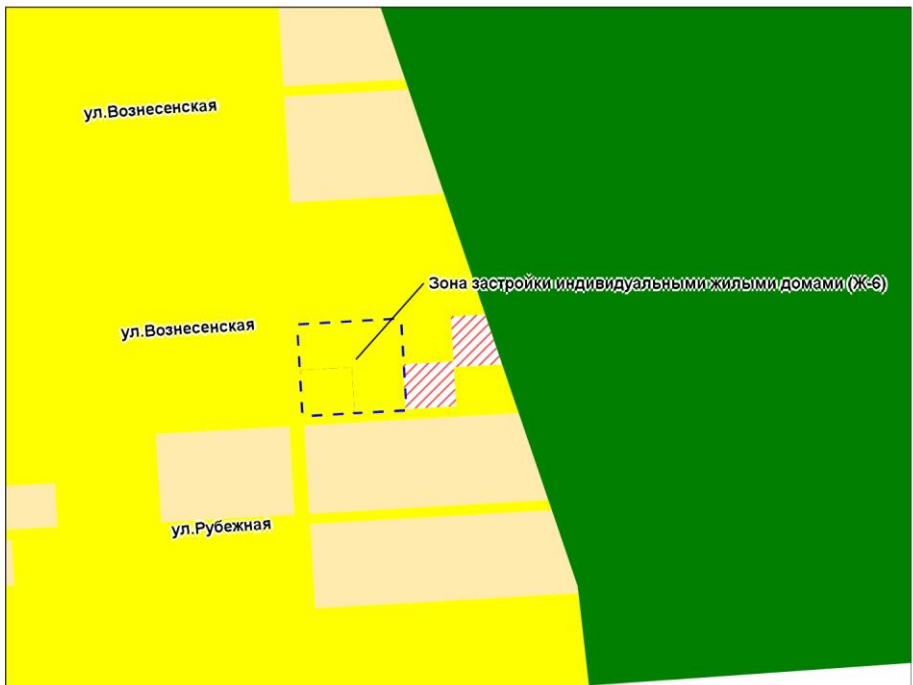 ул.Вознесенская
Зона застройки индивидуальными жилыми домами (Ж-6)
ул.Вознесенская
ул.Рубежная